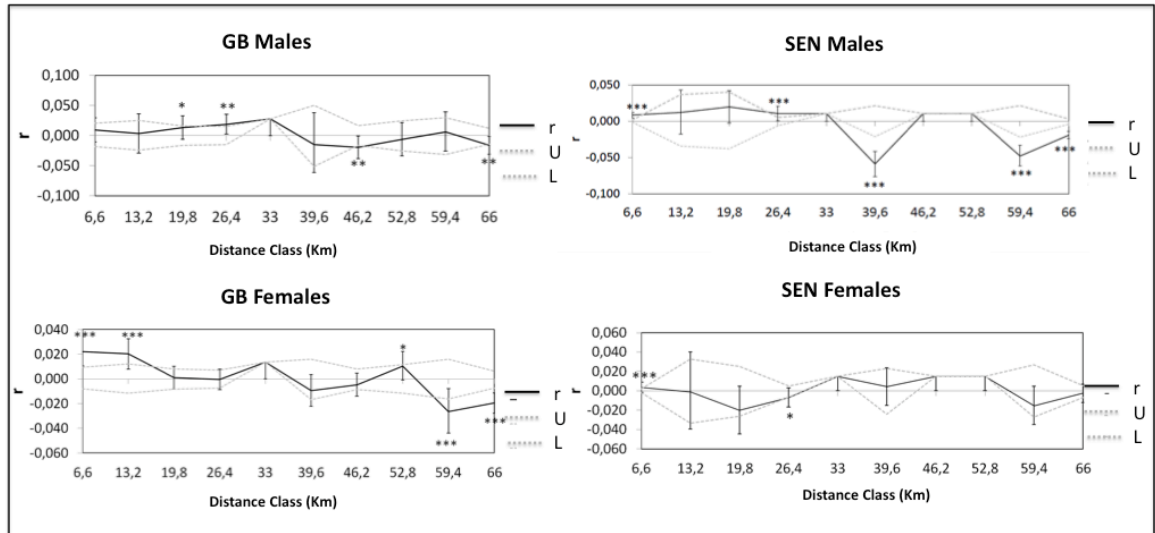 GB Males
0,100
*
**
0,050
0,000
r
-0,050
**
**
-0,100
6,6 13,2 19,8 26,4 33 39,6 46,2 52,8 59,4 66
Distance Class (Km)
r
U
L
SEN Males
0,050
***
***
0,000
r
-0,050
***
***
***
-0,100
6,6 13,2 19,8 26,4 33 39,6 46,2 52,8 59,4 66
Distance Class (Km)
r
U
L
GB Females
0,040
***
***
*
0,020
0,000
r
-0,020
-0,040
***
***
-0,060
6,6 13,2 19,8 26,4 33 39,6 46,2 52,8 59,4 66
Distance Class (Km)
r
U
L
SEN Females
0,060
0,040
0,020
***
0,000
r
-0,020
*
-0,040
-0,060
6,6 13,2 19,8 26,4 33 39,6 46,2 52,8 59,4 66
Distance Class (Km)
r
U
L